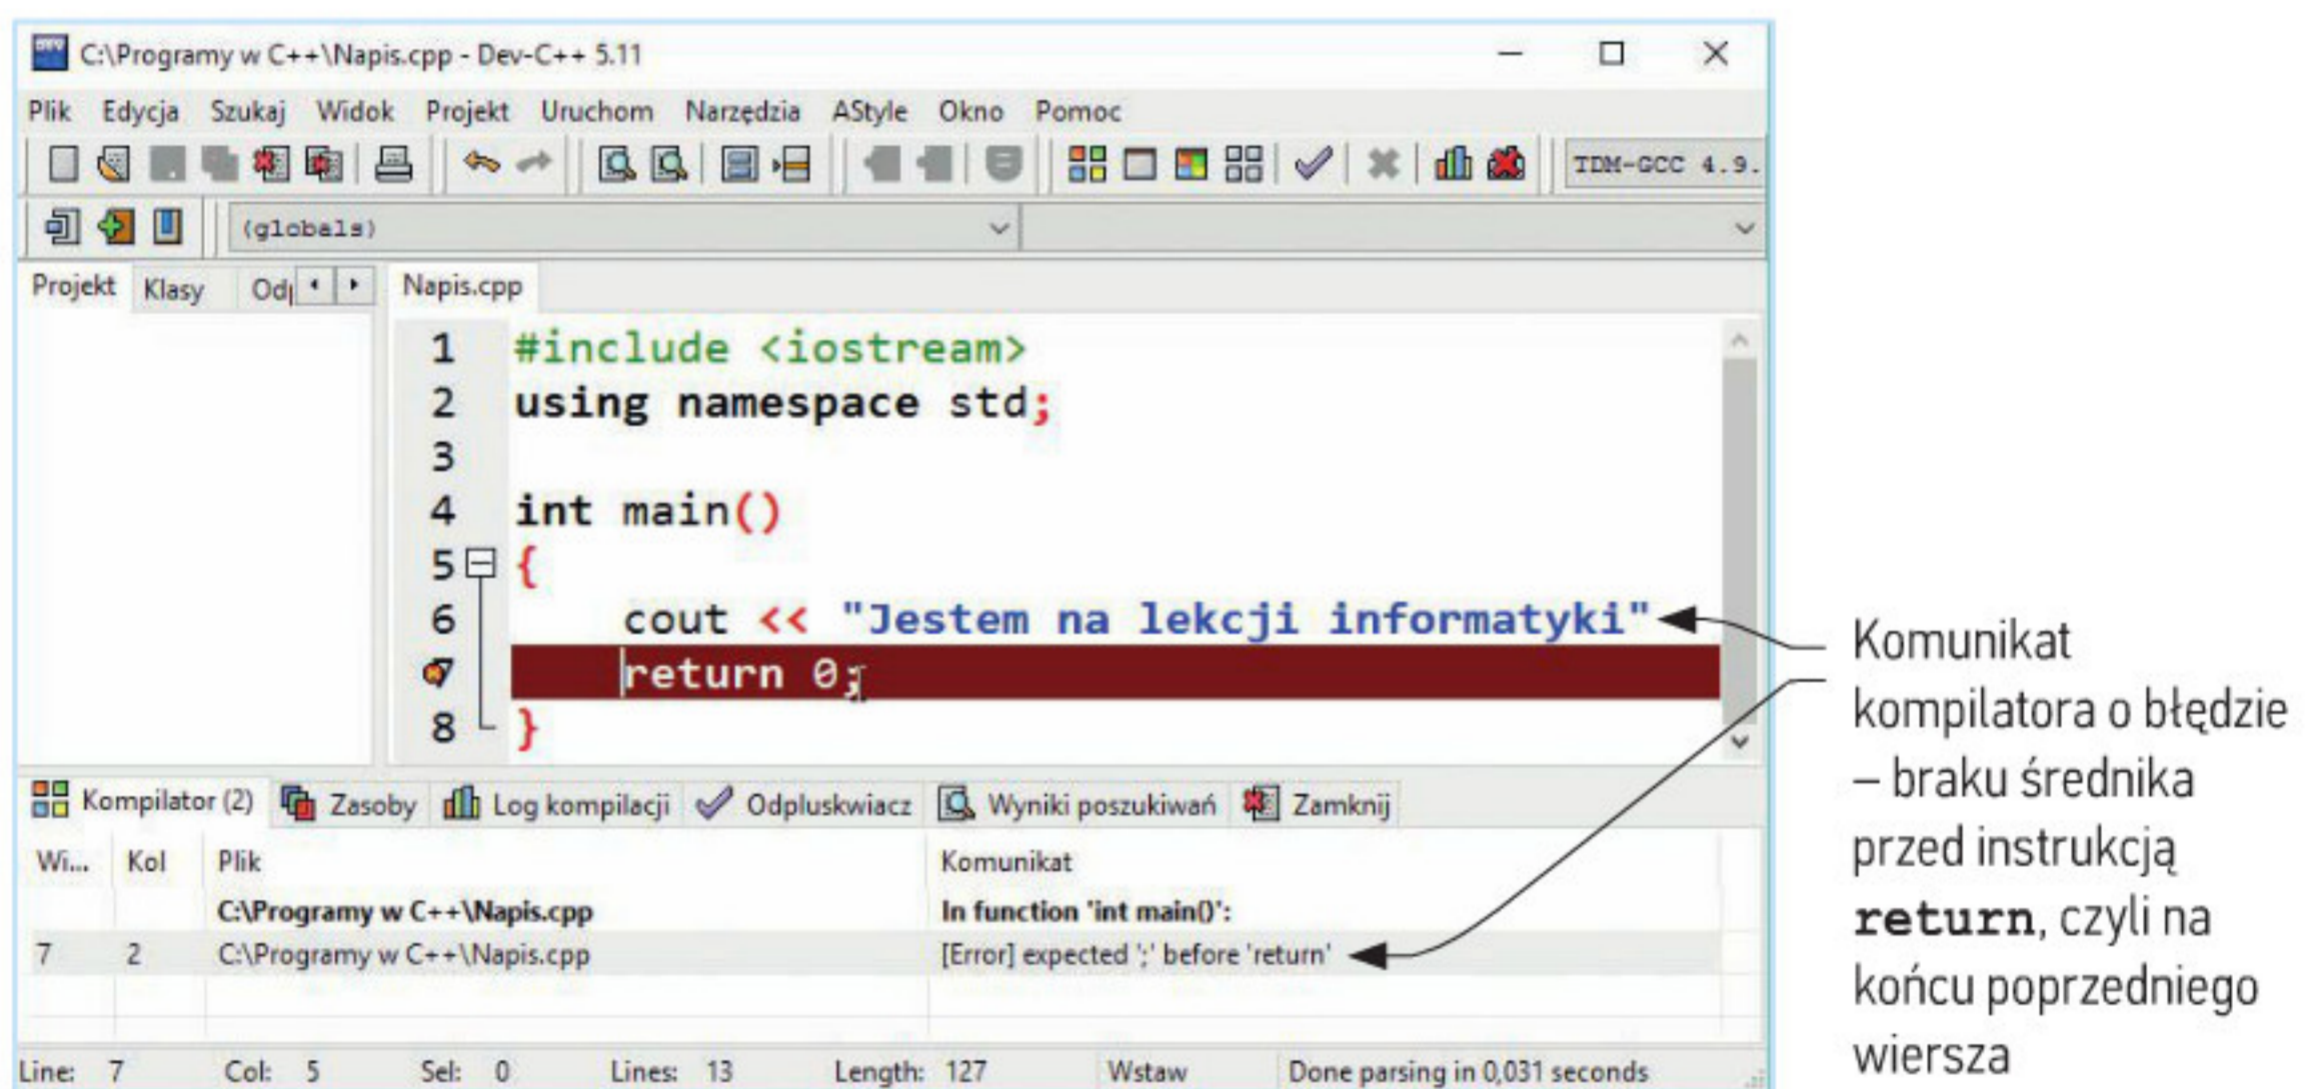 C:\Programy w C++\Napis.cpp - Dev-C++ 5.11
Plik Edycja Szukaj Widok Projekt Uruchom Narzędzia AStyle Okno Pomoc
TDM-GCC 4.9.
(globals)
Projekt Klasy Odp
Napis.cpp
1 #include <iostream>
2 using namespace std;
3
4 int main()
5 {
6 cout << "Jestem na lekcji informatyki"
7 return 0;
8 }
Komunikat
kompilatora o błędzie
– braku średnika
przed instrukcją
return, czyli na
końcu poprzedniego
wiersza
Kompilator (2) Zasoby Log kompilacji Odpluskwiacz Wyniki poszukiwań Zamknij
Wi... Kol Plik Komunikat
C:\Programy w C++\Napis.cpp In function 'int main()':
7 2 C:\Programy w C++\Napis.cpp [Error] expected ';' before 'return'
Line: 7 Col: 5 Sel: 0 Lines: 13 Length: 127 Wstaw Done parsing in 0,031 seconds